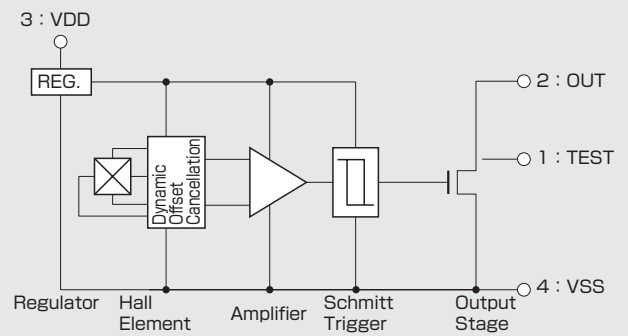 3：VDD
REG.
2：OUT
1：TEST
Dynamic
Offset
Cancellation
4：VSS
Regulator
Hall
Element
Amplifier
Schmitt
Trigger
Output
Stage